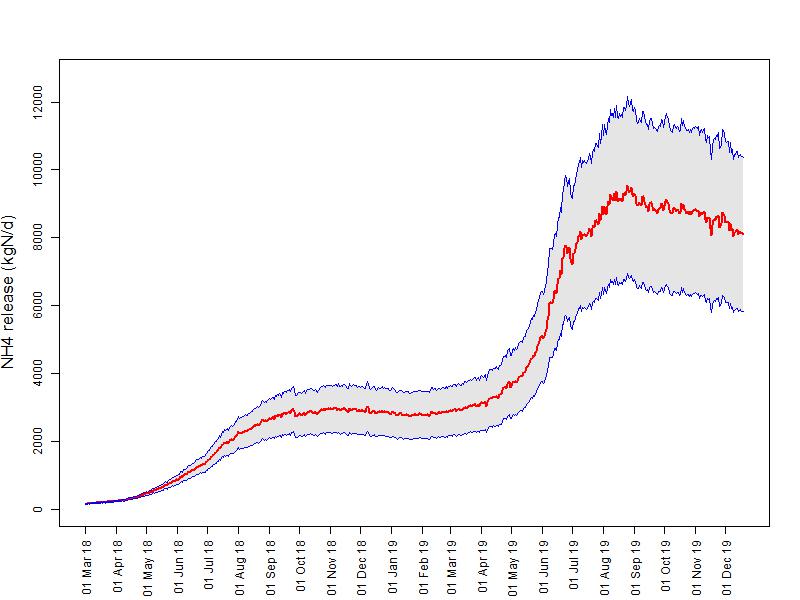 NH4 release (kgN/d)
12000
10000
8000
6000
4000
2000
0
01 Mar 18
01 Apr 18
01 May 18
01 Jun 18
01 Jul 18
01 Aug 18
01 Sep 18
01 Oct 18
01 Nov 18
01 Dec 18
01 Jan 19
01 Feb 19
01 Mar 19
01 Apr 19
01 May 19
01 Jun 19
01 Jul 19
01 Aug 19
01 Sep 19
01 Oct 19
01 Nov 19
01 Dec 19